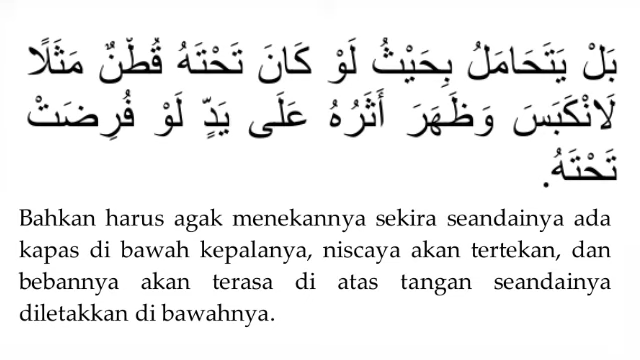 بَلْ يَتَحَامَلُ بِحَيْثُ لَوْ كَانَ تَحْتَهُ قُطْنٌ مَثَلًا
لَانْكَبَسَ وَظَهَرَ أَثَرُهُ عَلَى يَدٍّ لَوْ فُرِضَتْ
تَحْتَهُ.
Bahkan harus agak menekannya sekira seandainya ada
kapas di bawah kepalanya, niscaya akan tertekan, dan
bebannya akan terasa di atas tangan seandainya
diletakkan di bawahnya.